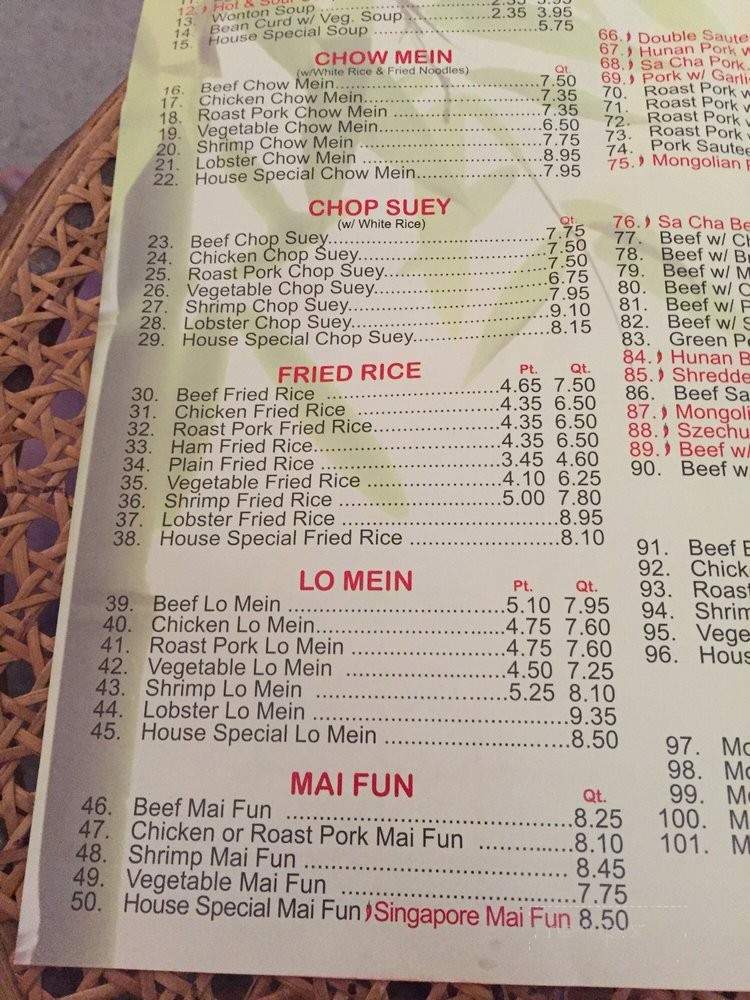 12. Hot & Sour
13. Wonton Soup 2.35 3.95
14. Bean Curd w/ Veg. Soup
15. House Special Soup 5.75
CHOW MEIN
(w/White Rice & Fried Noodles) Qt.
16. Beef Chow Mein 7.50
17. Chicken Chow Mein 7.35
18. Roast Pork Chow Mein 7.35
19. Vegetable Chow Mein 6.50
20. Shrimp Chow Mein 7.75
21. Lobster Chow Mein 8.95
22. House Special Chow Mein 7.95
CHOP SUEY
(w/ White Rice) Qt.
23. Beef Chop Suey 7.75
24. Chicken Chop Suey 7.50
25. Roast Pork Chop Suey 7.50
26. Vegetable Chop Suey 6.75
27. Shrimp Chop Suey 7.95
28. Lobster Chop Suey 9.10
29. House Special Chop Suey 8.15
FRIED RICE Pt. Qt.
30. Beef Fried Rice 4.65 7.50
31. Chicken Fried Rice 4.35 6.50
32. Roast Pork Fried Rice 4.35 6.50
33. Ham Fried Rice 4.35 6.50
34. Plain Fried Rice 3.45 4.60
35. Vegetable Fried Rice 4.10 6.25
36. Shrimp Fried Rice 5.00 7.80
37. Lobster Fried Rice 8.95
38. House Special Fried Rice 8.10
LO MEIN Pt. Qt.
39. Beef Lo Mein 5.10 7.95
40. Chicken Lo Mein 4.75 7.60
41. Roast Pork Lo Mein 4.75 7.60
42. Vegetable Lo Mein 4.50 7.25
43. Shrimp Lo Mein 5.25 8.10
44. Lobster Lo Mein 9.35
45. House Special Lo Mein 8.50
MAI FUN Qt.
46. Beef Mai Fun 8.25
47. Chicken or Roast Pork Mai Fun 8.10
48. Shrimp Mai Fun 8.45
49. Vegetable Mai Fun 7.75
50. House Special Mai Fun Singapore Mai Fun 8.50
66. Double Saute
67. Hunan Pork w
68. Sa Cha Pork
69. Pork w/ Garli
70. Roast Pork w
71. Roast Pork
72. Roast Pork
73. Roast Pork
74. Pork Sautee
75. Mongolian
76. Sa Cha Be
77. Beef w/ Ch
78. Beef w/ Br
79. Beef w/ M
80. Beef w/ O
81. Beef w/ P
82. Beef w/ S
83. Green Pe
84. Hunan B
85. Shredde
86. Beef Sa
87. Mongoli
88. Szechu
89. Beef w/
90. Beef w
91. Beef E
92. Chick
93. Roast
94. Shrim
95. Vege
96. Hous
97. Mo
98. Mo
99. Mo
100. M
101. M